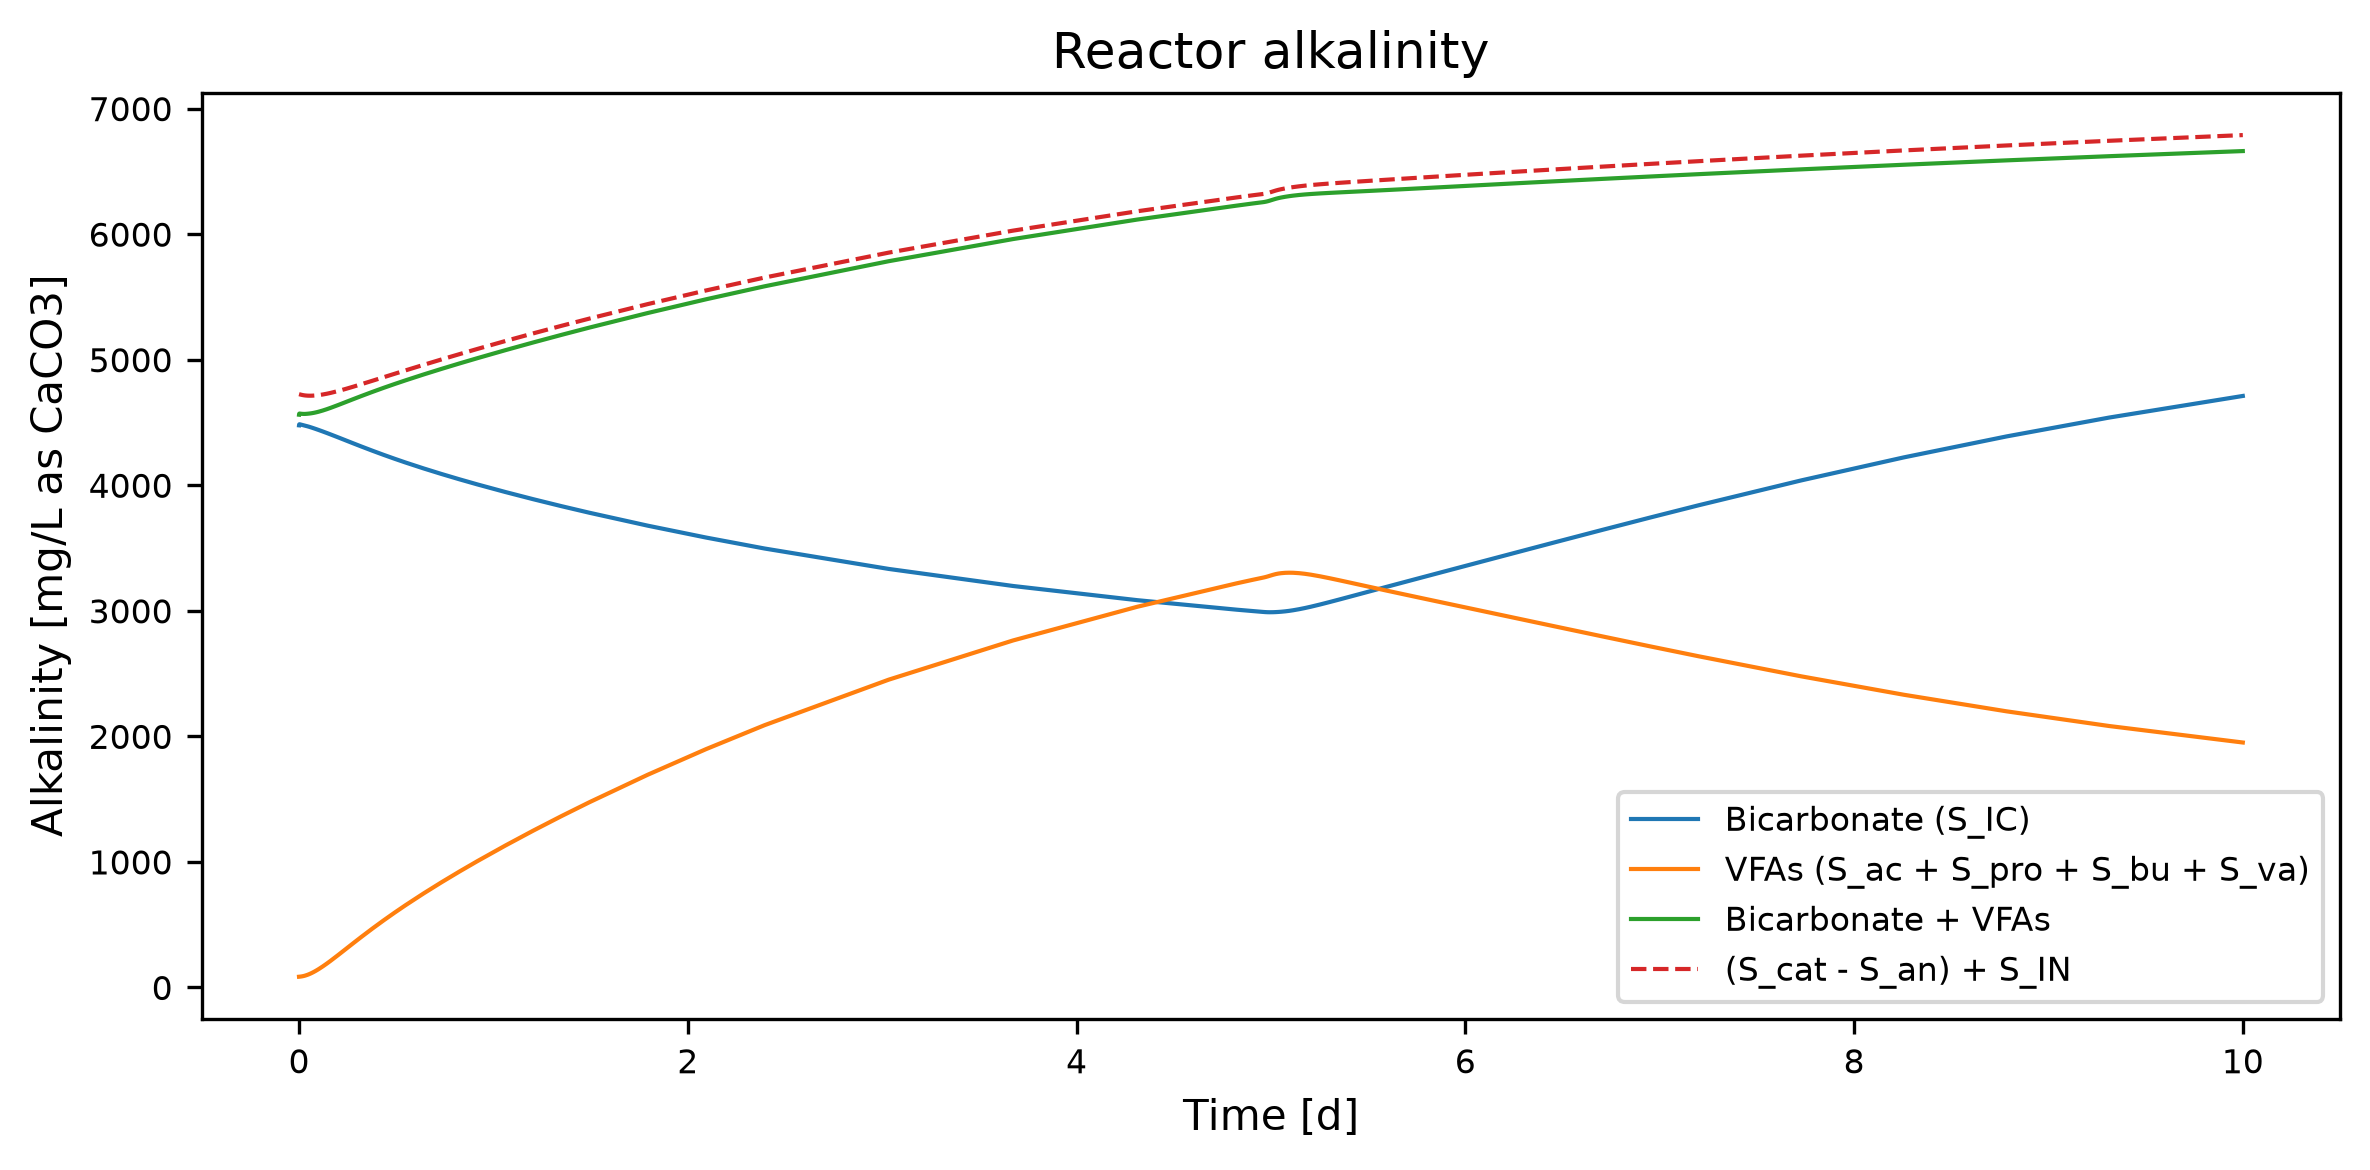 Reactor alkalinity
Alkalinity [mg/L as CaCO3]
7000
6000
5000
4000
3000
2000
1000
0
0 2 4 6 8 10
Time [d]
Bicarbonate (S_IC)
VFAs (S_ac + S_pro + S_bu + S_va)
Bicarbonate + VFAs
(S_cat - S_an) + S_IN